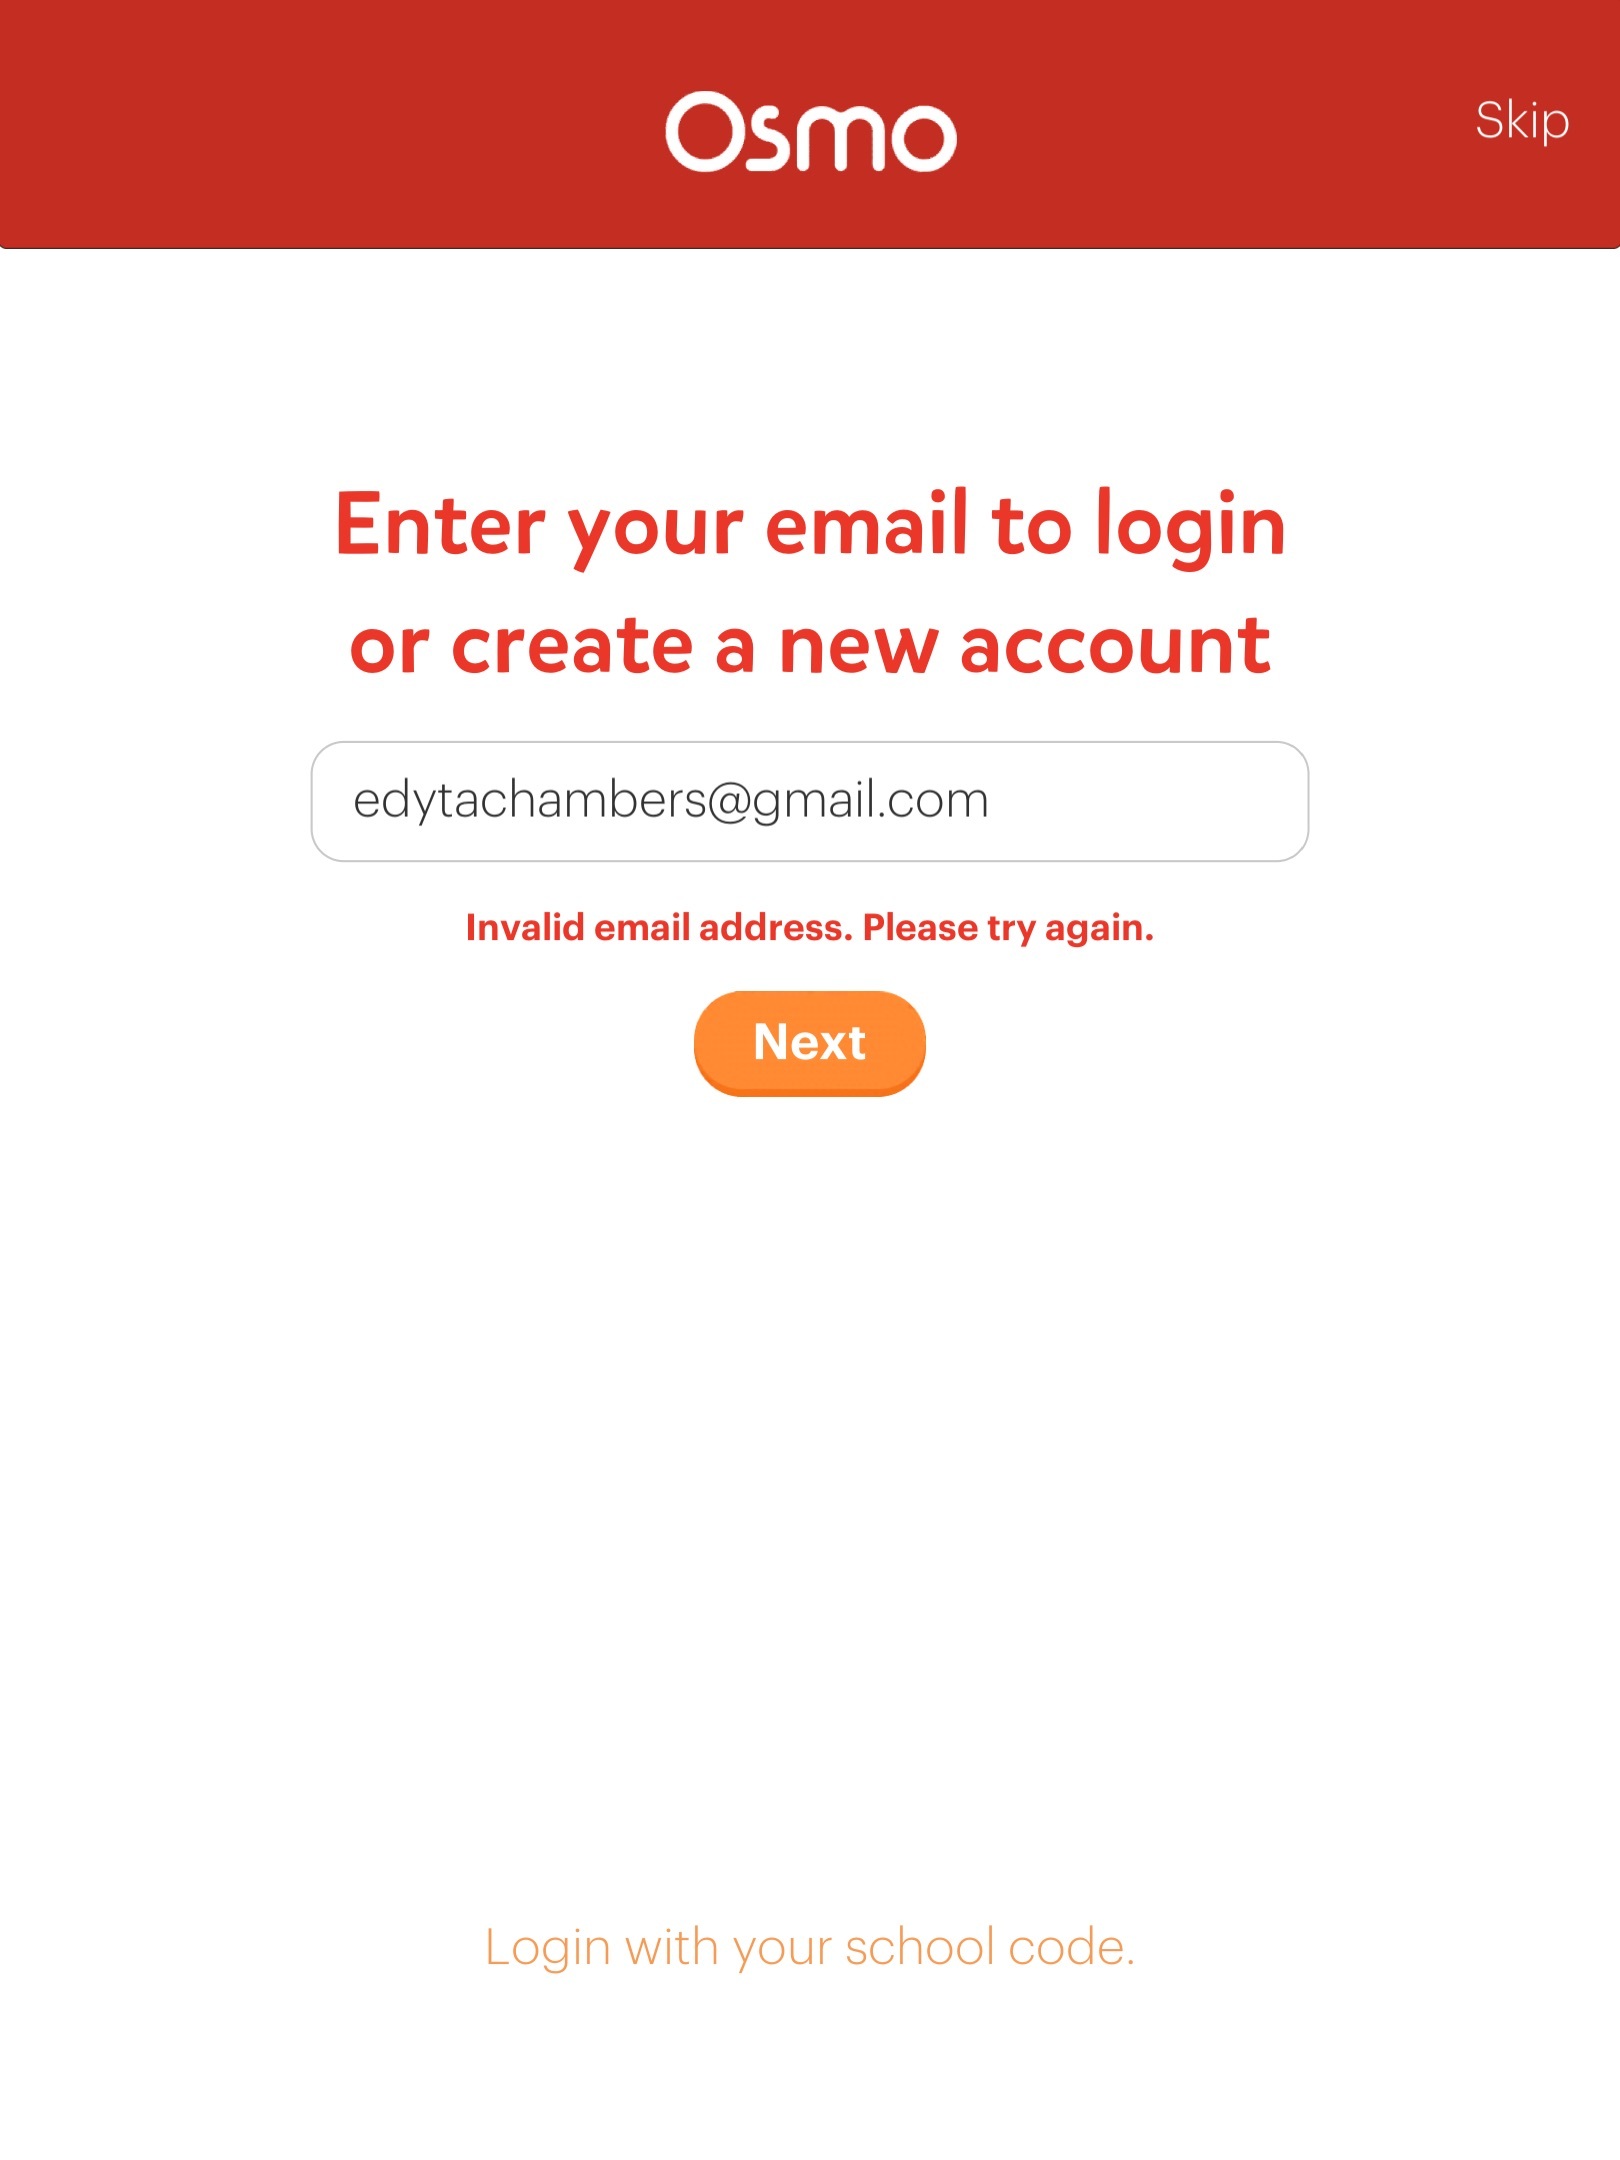 Osmo
Skip
Enter your email to login
or create a new account
edytachambers@gmail.com
Invalid email address. Please try again.
Next
Login with your school code.